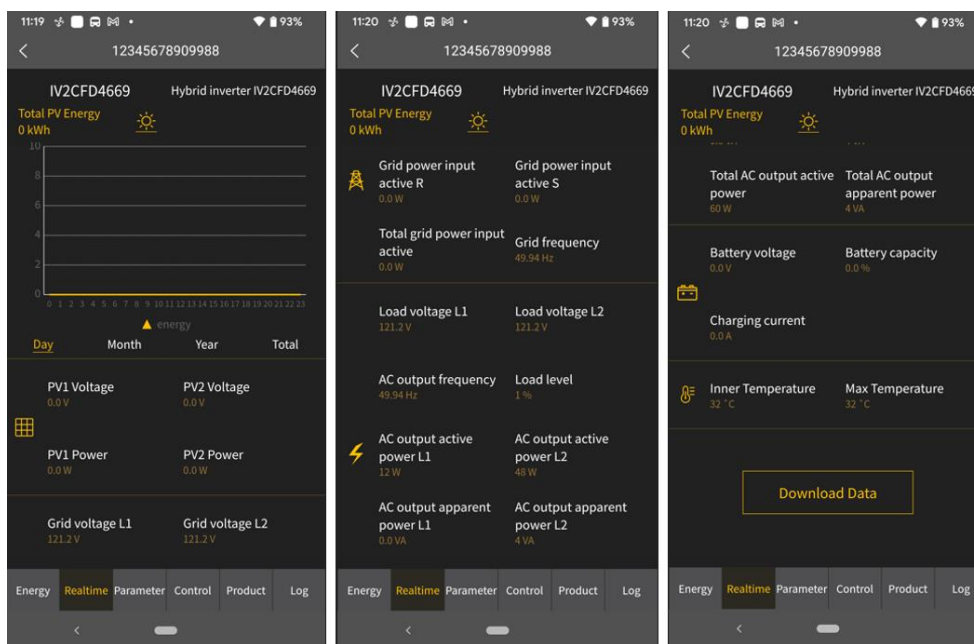 11:19
93%
12345678909988
IV2CFD4669
Hybrid inverter IV2CFD4669
Total PV Energy
0 kWh
10
8
6
4
2
0
0 1 2 3 4 5 6 7 8 9 10 11 12 13 14 15 16 17 18 19 20 21 22 23
energy
Day Month Year Total
PV1 Voltage PV2 Voltage
0.0 V 0.0 V
PV1 Power PV2 Power
0.0 W 0.0 W
Grid voltage L1 Grid voltage L2
121.2 V 121.2 V
Energy Realtime Parameter Control Product Log
11:20
93%
12345678909988
IV2CFD4669
Hybrid inverter IV2CFD4669
Total PV Energy
0 kWh
Grid power input
active R
0.0 W
Grid power input
active S
0.0 W
Total grid power input
active
0.0 W
Grid frequency
49.94 Hz
Load voltage L1 Load voltage L2
121.2 V 121.2 V
AC output frequency Load level
49.94 Hz 1 %
AC output active
power L1
12 W
AC output active
power L2
48 W
AC output apparent
power L1
0.0 VA
AC output apparent
power L2
4 VA
Energy Realtime Parameter Control Product Log
11:20
93%
12345678909988
IV2CFD4669
Hybrid inverter IV2CFD4669
Total PV Energy
0 kWh
Total AC output active
power
60 W
Total AC output
apparent power
4 VA
Battery voltage Battery capacity
0.0 V 0.0 %
Charging current
0.0 A
Inner Temperature Max Temperature
32 °C 32 °C
Download Data
Energy Realtime Parameter Control Product Log